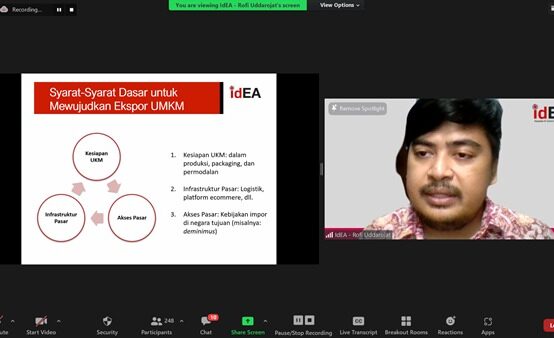 Recording...
You are viewing IdEA - Rofi Uddarojat's screen
View Options
Syarat-Syarat Dasar untuk
Mewujudkan Ekspor UMKM
idEA
Kesiapan
UKM
Infrastruktur
Pasar
Akses Pasar
1. Kesiapan UKM: dalam
produksi, packaging, dan
permodalan
2. Infrastruktur Pasar: Logistik,
platform ecommere, dll.
3. Akses Pasar: Kebijakan impor
di negara tujuan (misalnya:
deminimus)
Remove Spotlight
idE
IdEA - Rofi Uddarojat
ute
Start Video
Security
Participants
248
Chat
10
Share Screen
Pause/Stop Recording
Live Transcript
Breakout Rooms
Reactions
Apps